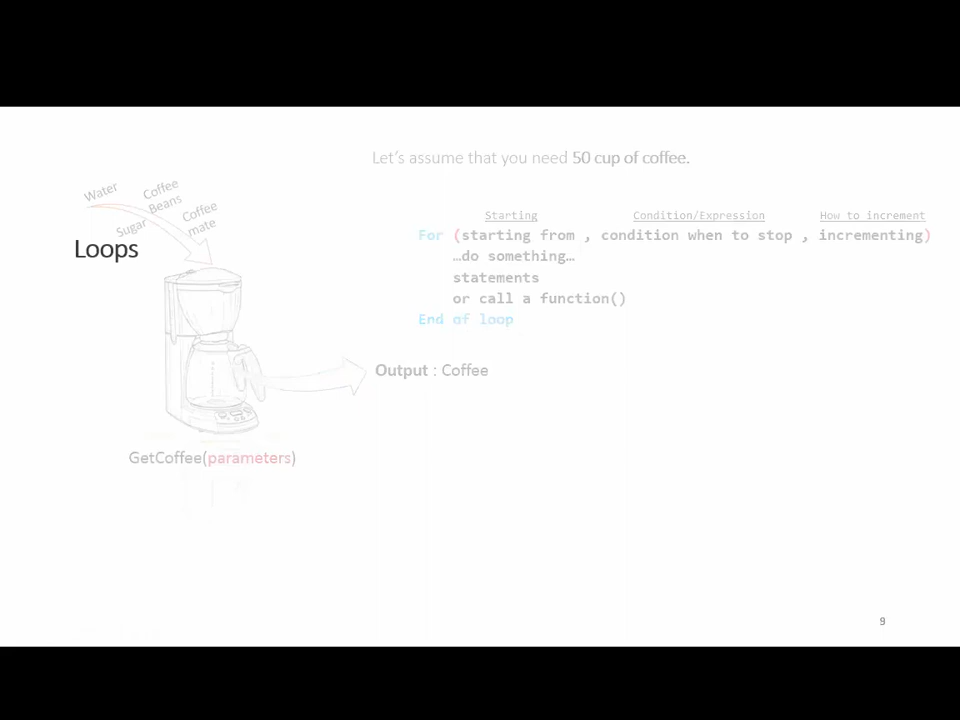 Let's assume that you need 50 cup of coffee.
Water
Coffee
Beans
Sugar
Coffee
mate
Loops
Starting Condition/Expression How to increment
For (starting from , condition when to stop , incrementing)
…do something…
statements
or call a function()
End of loop
Output : Coffee
GetCoffee(parameters)
9